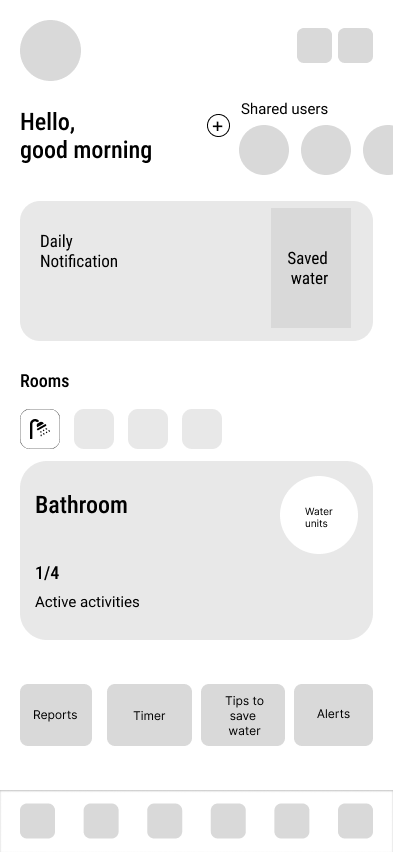 Shared users
Hello,
good morning
Daily
Notification
Saved
water
Rooms
Bathroom
Water
units
1/4
Active activities
Reports
Timer
Tips to
save
water
Alerts